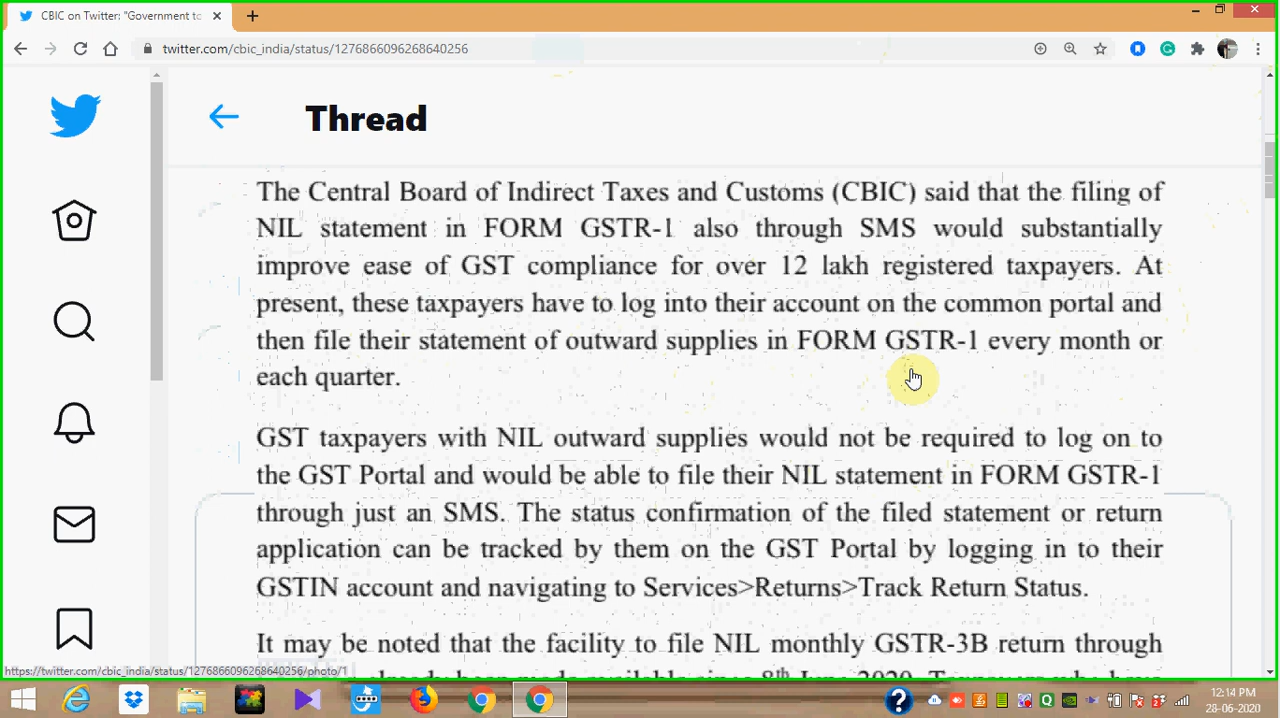 CBIC on Twitter: "Government to
twitter.com/cbic_india/status/1276866096268640256
Thread
The Central Board of Indirect Taxes and Customs (CBIC) said that the filing of
NIL statement in FORM GSTR-1 also through SMS would substantially
improve ease of GST compliance for over 12 lakh registered taxpayers. At
present, these taxpayers have to log into their account on the common portal and
then file their statement of outward supplies in FORM GSTR-1 every month or
each quarter.
GST taxpayers with NIL outward supplies would not be required to log on to
the GST Portal and would be able to file their NIL statement in FORM GSTR-1
through just an SMS. The status confirmation of the filed statement or return
application can be tracked by them on the GST Portal by logging in to their
GSTIN account and navigating to Services>Returns>Track Return Status.
It may be noted that the facility to file NIL monthly GSTR-3B return through
8th June 2020. Taxpayers who have
https://twitter.com/cbic_india/status/1276866096268640256/photo/1
12:14 PM
28-06-2020